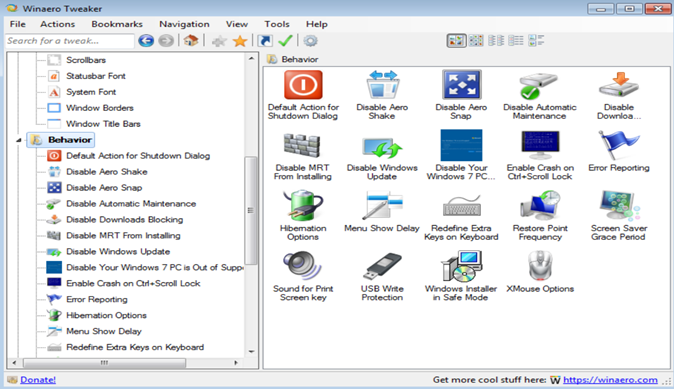 Winaero Tweaker
File Actions Bookmarks Navigation View Tools Help
Search for a tweak...
Scrollbars
Statusbar Font
System Font
Window Borders
Window Title Bars
Behavior
Default Action for Shutdown Dialog
Disable Aero Shake
Disable Aero Snap
Disable Automatic Maintenance
Disable Downloads Blocking
Disable MRT From Installing
Disable Windows Update
Disable Your Windows 7 PC is Out of Suppo
Enable Crash on Ctrl+Scroll Lock
Error Reporting
Hibernation Options
Menu Show Delay
Redefine Extra Keys on Keyboard
Behavior
Default Action for
Shutdown Dialog
Disable Aero
Shake
Disable Aero
Snap
Disable Automatic
Maintenance
Disable
Downloa...
Disable MRT
From Installing
Disable Windows
Update
Disable Your
Windows 7 PC...
Enable Crash on
Ctrl+Scroll Lock
Error Reporting
Hibernation
Options
Menu Show Delay
Redefine Extra
Keys on Keyboard
Restore Point
Frequency
Screen Saver
Grace Period
Sound for Print
Screen key
USB Write
Protection
Windows Installer
in Safe Mode
XMouse Options
Donate!
Get more cool stuff here: W https://winaero.com